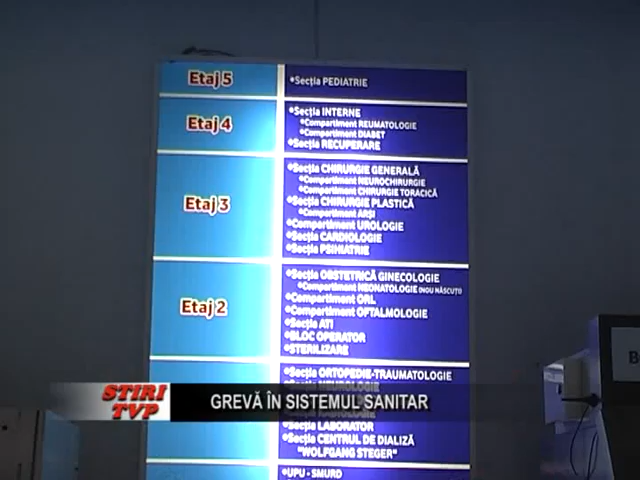 Etaj 5
•Secția PEDIATRIE
Etaj 4
•Secția INTERNE
•Compartiment REUMATOLOGIE
•Compartiment DIABET
•Secția RECUPERARE
Etaj 3
•Secția CHIRURGIE GENERALĂ
•Compartiment NEUROCHIRURGIE
•Compartiment CHIRURGIE TORACICĂ
•Secția CHIRURGIE PLASTICĂ
•Compartiment ARȘI
•Compartiment UROLOGIE
•Secția CARDIOLOGIE
•Secția PSIHIATRIE
Etaj 2
•Secția OBSTETRICĂ GINECOLOGIE
•Compartiment NEONATOLOGIE (NOU NĂSCUȚI)
•Compartiment ORL
•Compartiment OFTALMOLOGIE
•Secția ATI
•BLOC OPERATOR
•STERILIZARE
•Secția ORTOPEDIE-TRAUMATOLOGIE
•Secția NEUROLOGIE
STIRI
TVP
GREVĂ ÎN SISTEMUL SANITAR
•Secția LABORATOR
•Secția CENTRUL DE DIALIZĂ
"WOLFGANG STEGER"
•UPU - SMURD
B